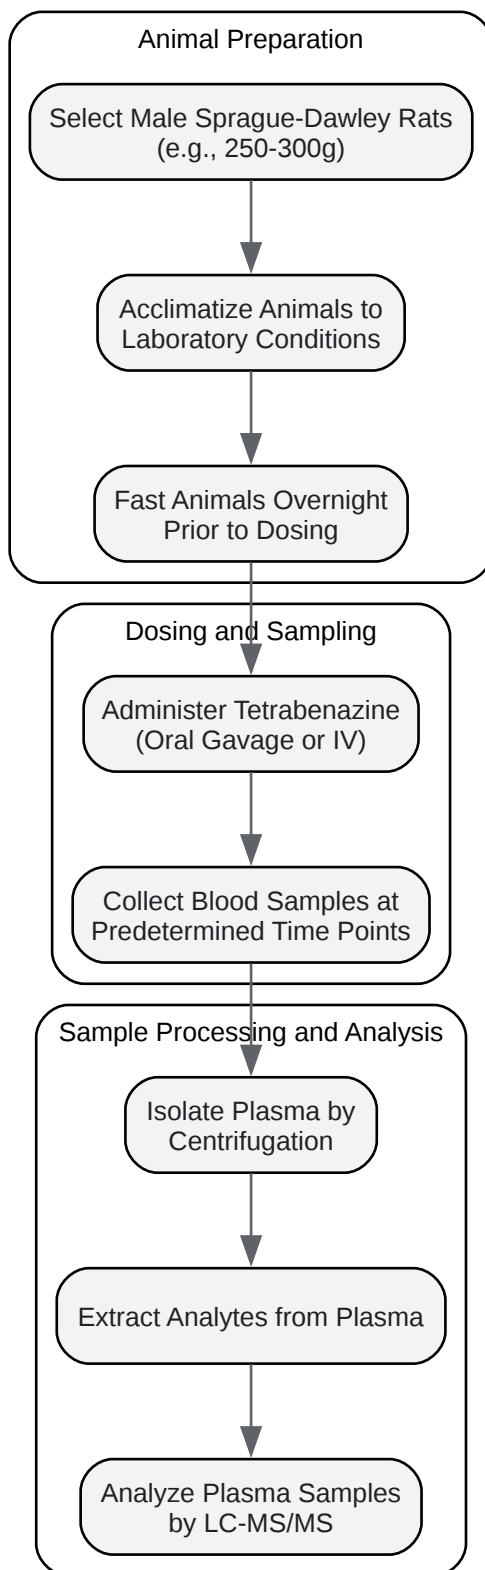 Animal Preparation
Select Male Sprague-Dawley Rats
(e.g., 250-300g)
Acclimatize Animals to
Laboratory Conditions
Fast Animals Overnight
Prior to Dosing
Dosing and Sampling
Administer Tetrabenazine
(Oral Gavage or IV)
Collect Blood Samples at
Predetermined Time Points
Sample Processing and Analysis
Isolate Plasma by
Centrifugation
Extract Analytes from Plasma
Analyze Plasma Samples
by LC-MS/MS